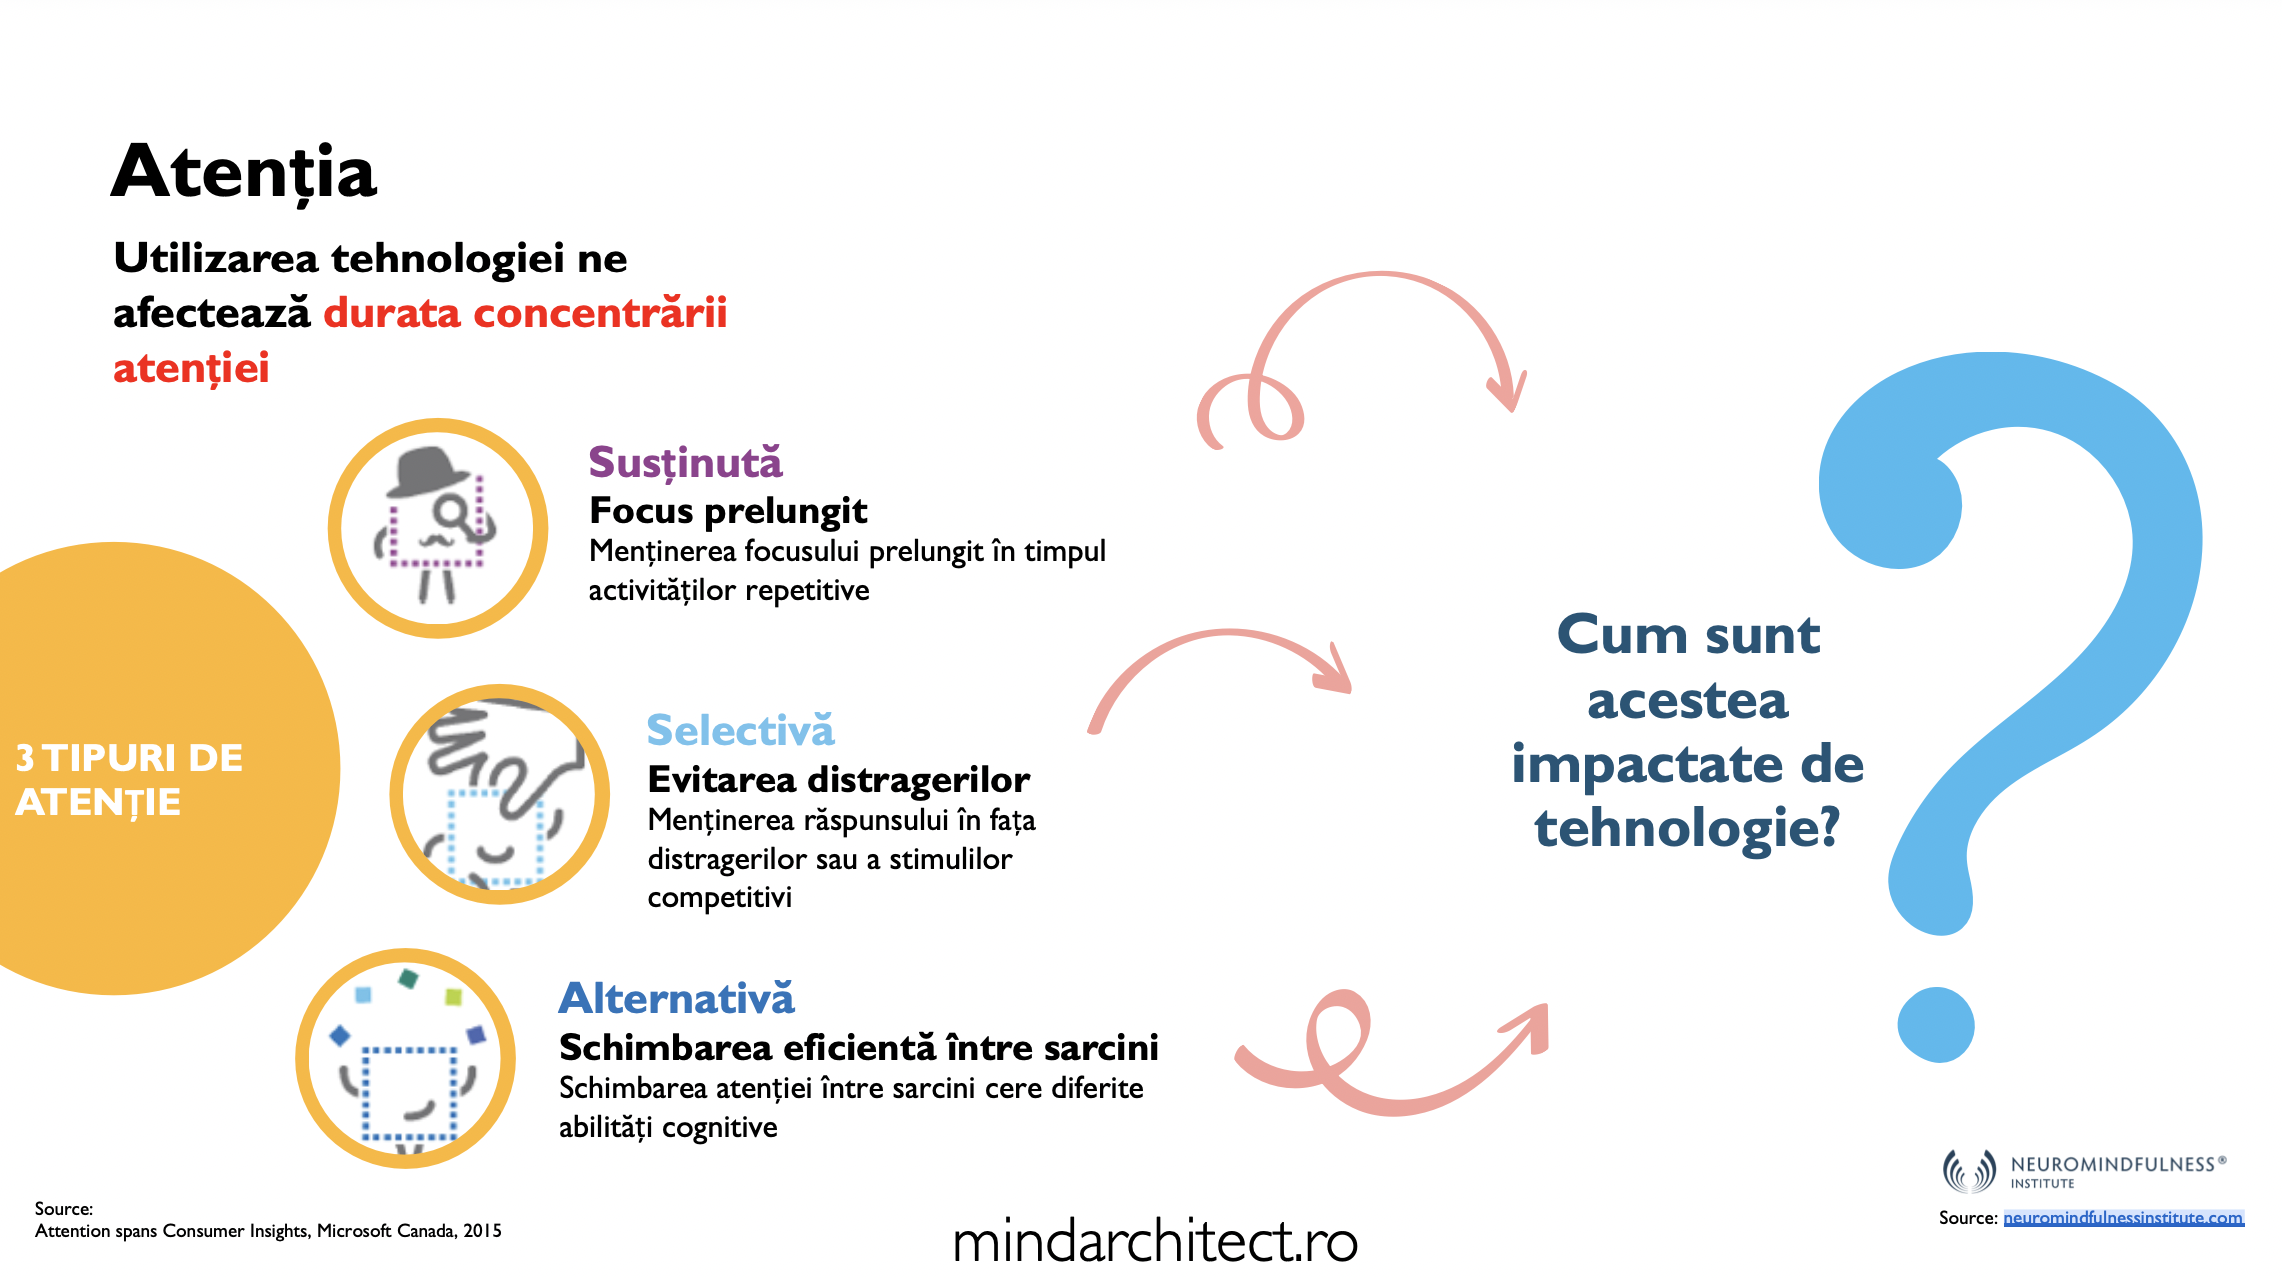 Atenția
Utilizarea tehnologiei ne
afectează durata concentrării
atenției
Susținută
Focus prelungit
Menținerea focusului prelungit în timpul
activităților repetitive
3 TIPURI DE
ATENȚIE
Selectivă
Evitarea distragerilor
Menținerea răspunsului în fața
distragerilor sau a stimulilor
competitivi
Alternativă
Schimbarea eficientă între sarcini
Schimbarea atenției între sarcini cere diferite
abilități cognitive
Cum sunt
acestea
impactate de
tehnologie?
NEUROMINDFULNESS®
INSTITUTE
Source: neuromindfulnessinstitute.com
Source:
Attention spans Consumer Insights, Microsoft Canada, 2015
mindarchitect.ro